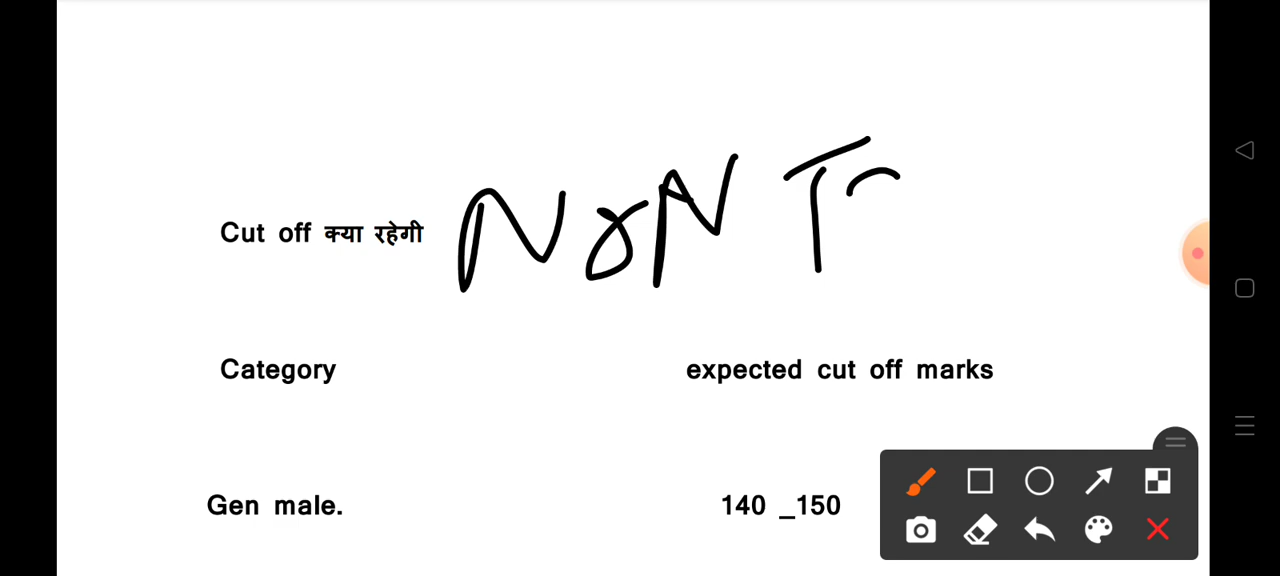 Cut off क्या रहेगी NON T
Category expected cut off marks
Gen male. 140 _150